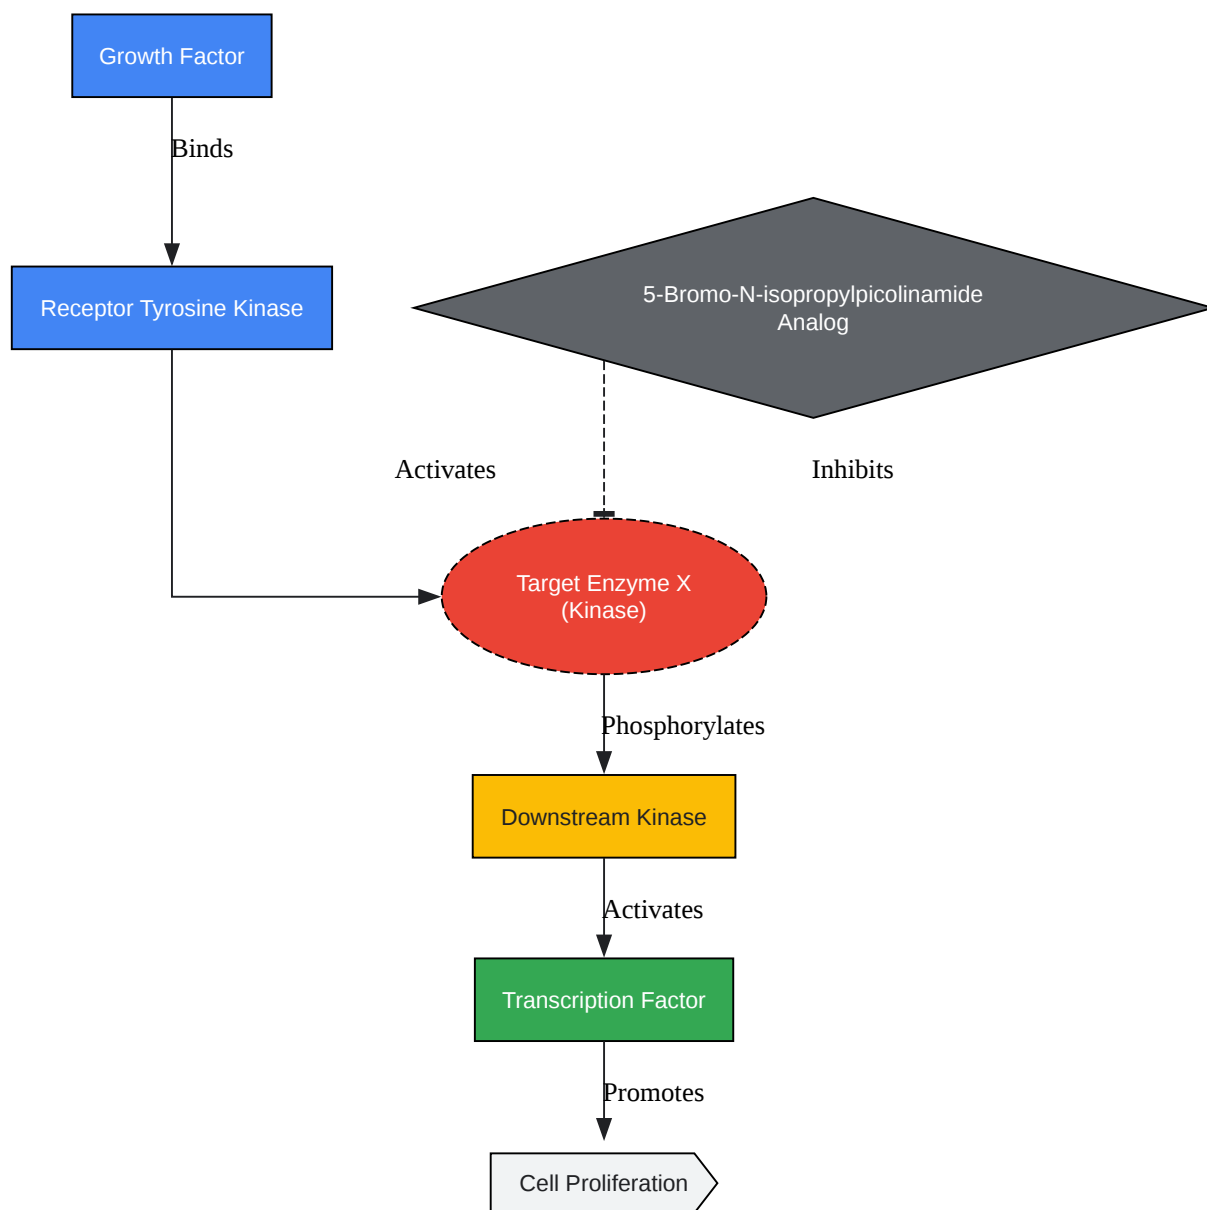 Growth Factor
Binds
Receptor Tyrosine Kinase
5-Bromo-N-isopropylpicolinamide
Analog
Activates
Inhibits
Target Enzyme X
(Kinase)
Phosphorylates
Downstream Kinase
Activates
Transcription Factor
Promotes
Cell Proliferation